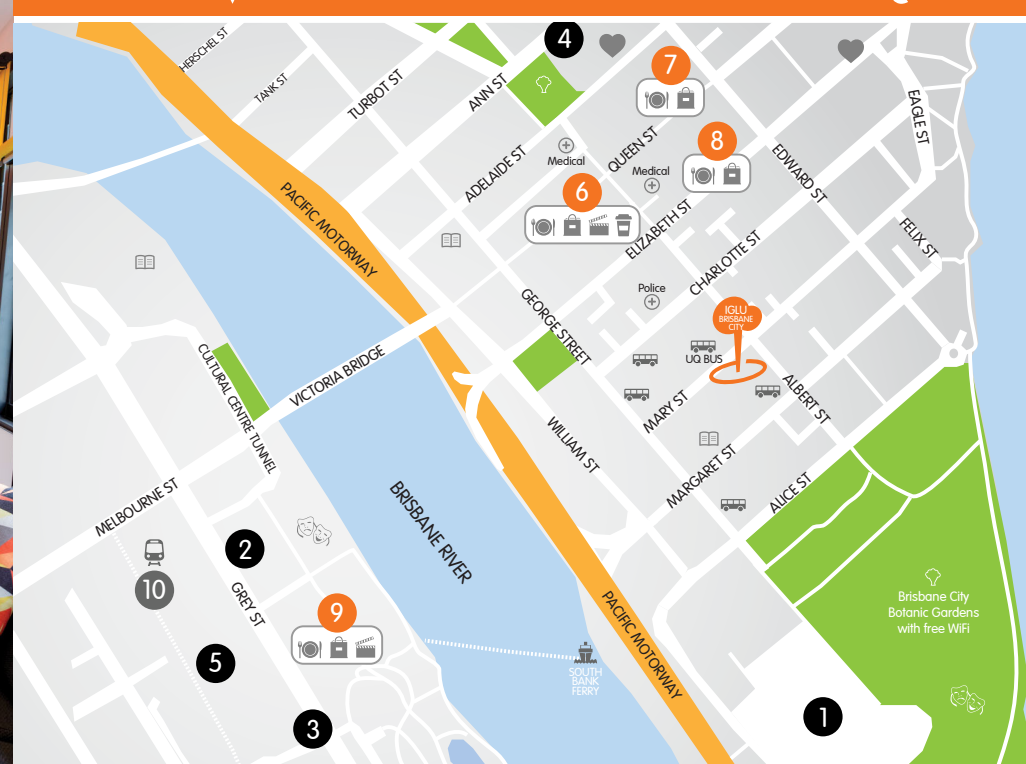 HERSCHEL ST
TANK ST
TURBOT ST
ANN ST
4
7
8
EAGLE ST
ADELAIDE ST
Medical
QUEEN ST
Medical
EDWARD ST
6
PACIFIC MOTORWAY
ELIZABETH ST
CHARLOTTE ST
FELIX ST
Police
GEORGE STREET
IGLU
BRISBANE
CITY
UQ BUS
CULTURAL CENTRE TUNNEL
VICTORIA BRIDGE
MARY ST
ALBERT ST
WILLIAM ST
MARGARET ST
ALICE ST
MELBOURNE ST
BRISBANE RIVER
2
10
GREY ST
9
5
3
PACIFIC MOTORWAY
SOUTH
BANK
FERRY
Brisbane City
Botanic Gardens
with free WiFi
1